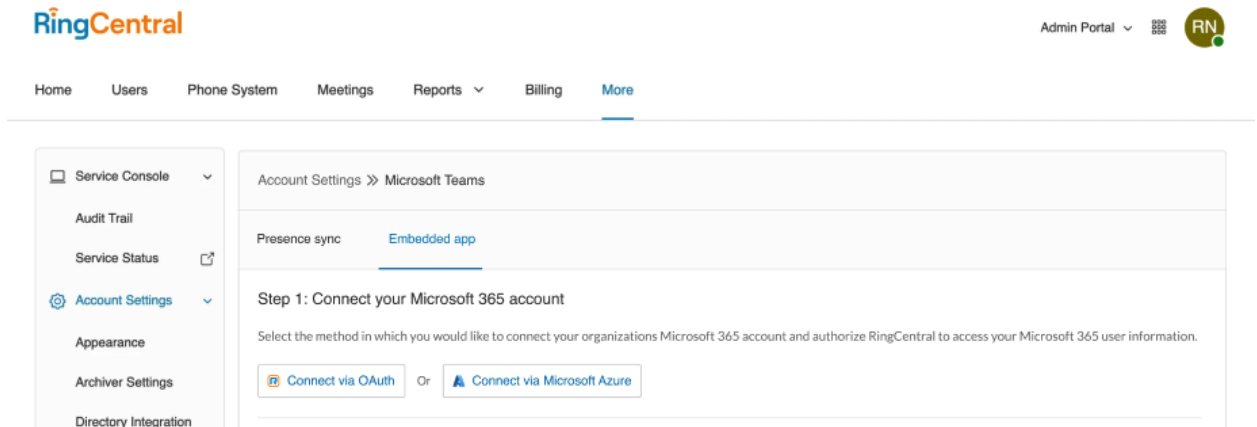 RingCentral
Admin Portal
RN
Home Users Phone System Meetings Reports Billing More
Service Console
Audit Trail
Service Status
Account Settings
Appearance
Archiver Settings
Directory Integration
Account Settings >> Microsoft Teams
Presence sync Embedded app
Step 1: Connect your Microsoft 365 account
Select the method in which you would like to connect your organizations Microsoft 365 account and authorize RingCentral to access your Microsoft 365 user information.
Connect via OAuth Or Connect via Microsoft Azure